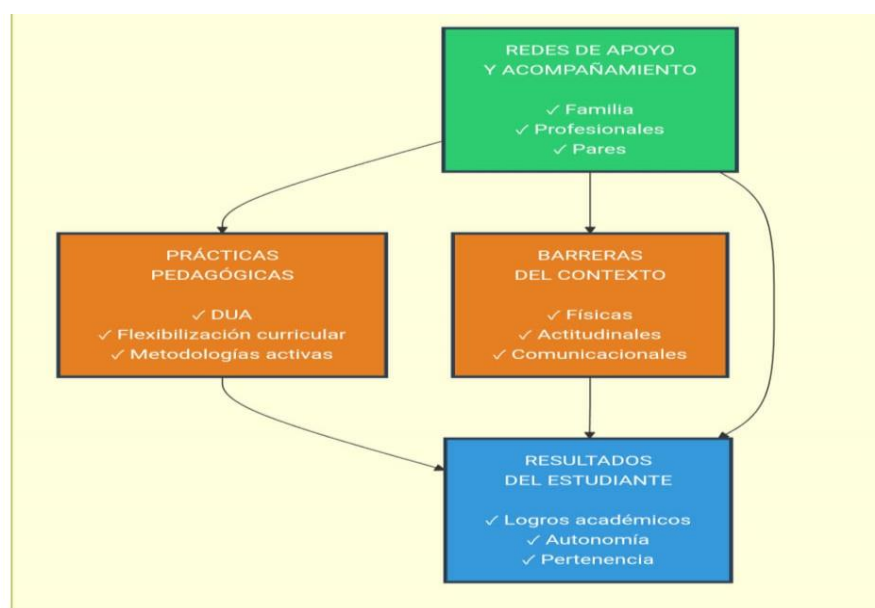 REDES DE APOYO
Y ACOMPAÑAMIENTO
✓ Familia
✓ Profesionales
✓ Pares
PRÁCTICAS
PEDAGÓGICAS
✓ DUA
✓ Flexibilización curricular
✓ Metodologías activas
BARRERAS
DEL CONTEXTO
✓ Físicas
✓ Actitudinales
✓ Comunicacionales
RESULTADOS
DEL ESTUDIANTE
✓ Logros académicos
✓ Autonomía
✓ Pertenencia